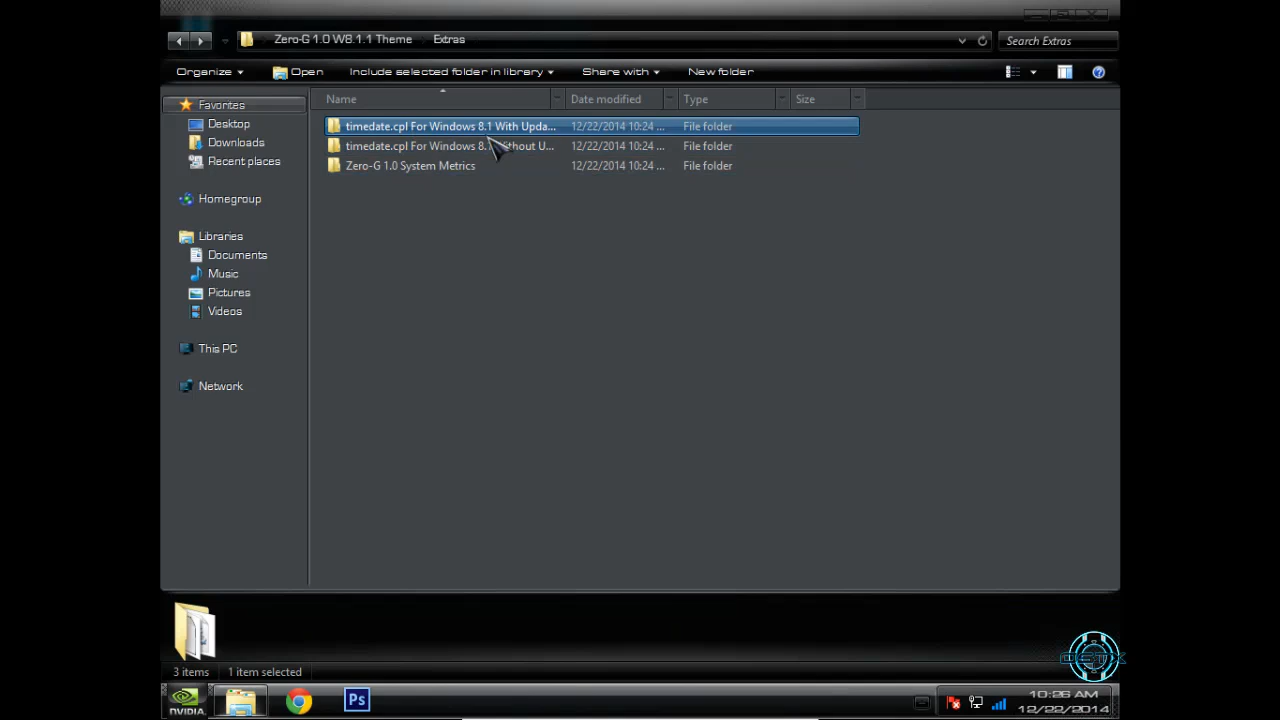 Zero-G 1.0 W8.1.1 Theme Extras
Search Extras
Organize Open Include selected folder in library Share with New folder
Name Date modified Type Size
Favorites
Desktop
Downloads
Recent places
Homegroup
Libraries
Documents
Music
Pictures
Videos
This PC
Network
timedate.cpl For Windows 8.1 With Upda... 12/22/2014 10:24 ... File folder
timedate.cpl For Windows 8. Without U... 12/22/2014 10:24 ... File folder
Zero-G 1.0 System Metrics 12/22/2014 10:24 ... File folder
3 items 1 item selected
NVIDIA.
Ps
10:26 AM
12/22/2014